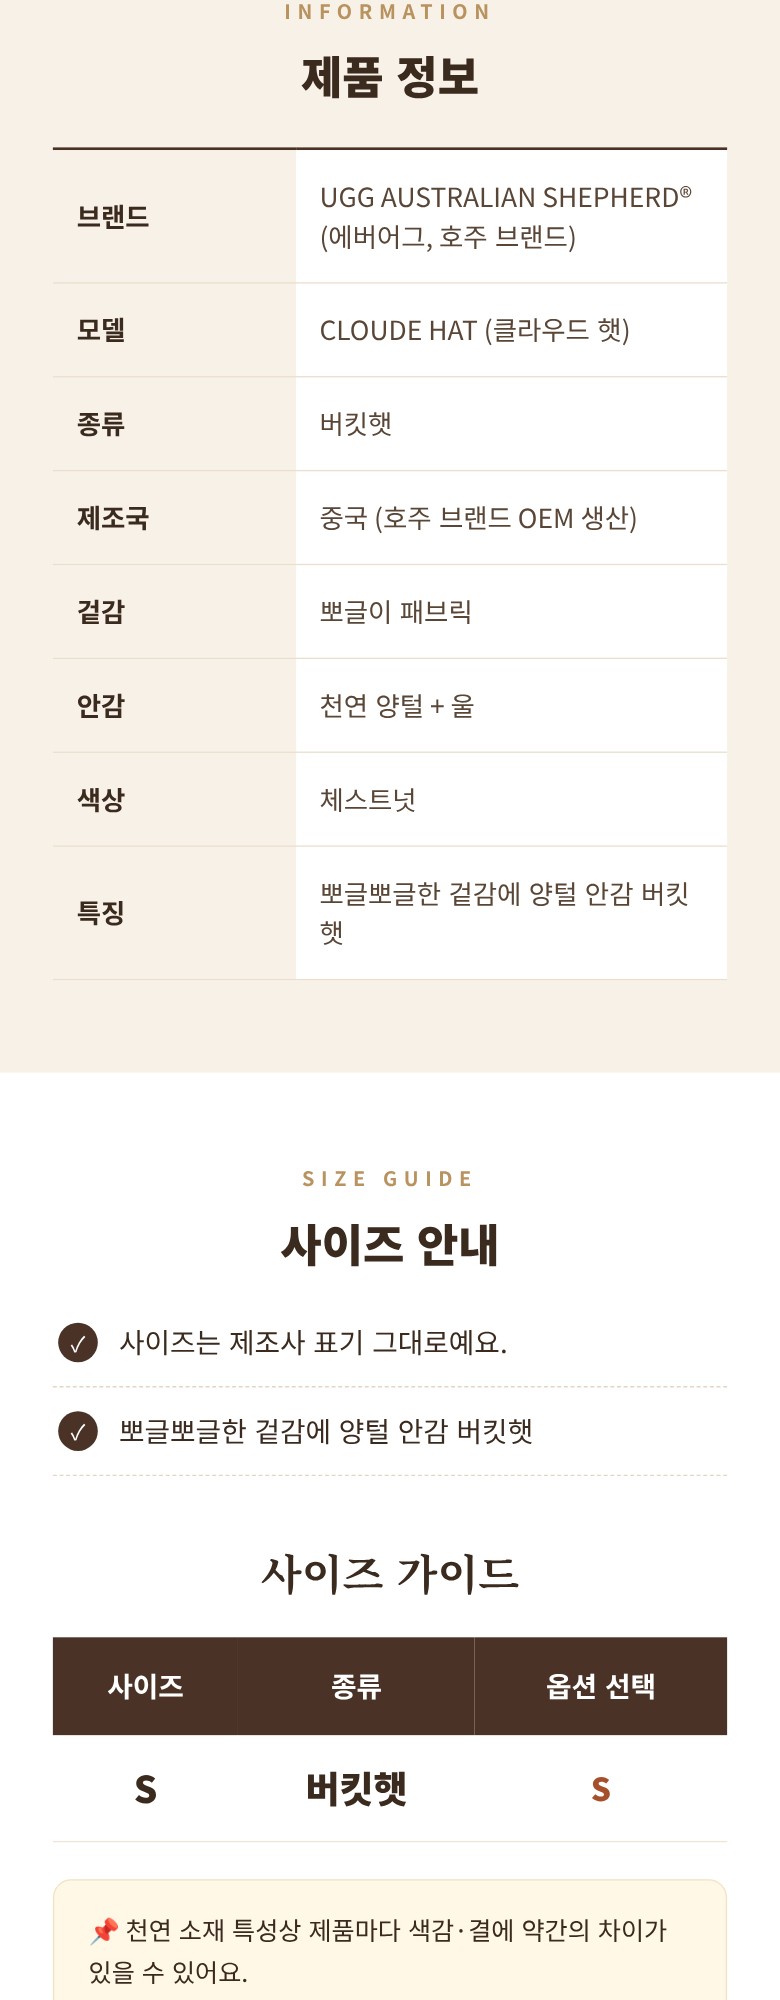 INFORMATION
제품 정보
브랜드
UGG AUSTRALIAN SHEPHERD®
(에버어그, 호주 브랜드)
모델
CLOUDE HAT (클라우드 햇)
종류
버킷햇
제조국
중국 (호주 브랜드 OEM 생산)
겉감
뽀글이 패브릭
안감
천연 양털 + 울
색상
체스트넛
특징
뽀글뽀글한 겉감에 양털 안감 버킷
햇
SIZE GUIDE
사이즈 안내
✓ 사이즈는 제조사 표기 그대로예요.
✓ 뽀글뽀글한 겉감에 양털 안감 버킷햇
사이즈 가이드
사이즈 종류 옵션 선택
S 버킷햇 S
📌 천연 소재 특성상 제품마다 색감·결에 약간의 차이가
있을 수 있어요.